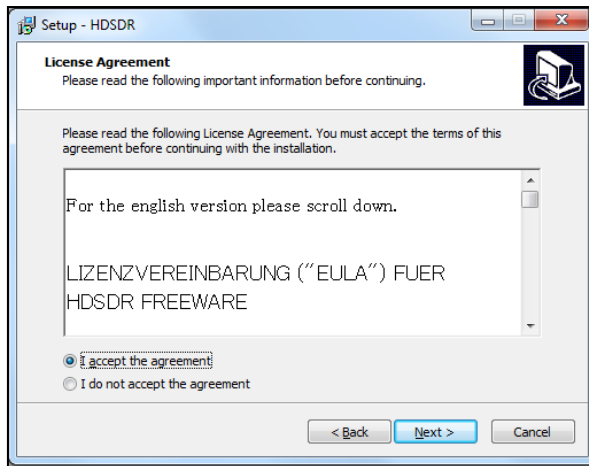 Setup - HDSDR
License Agreement
Please read the following important information before continuing.
Please read the following License Agreement. You must accept the terms of this
agreement before continuing with the installation.
For the english version please scroll down.
LIZENZVEREINBARUNG ("EULA") FUER
HDSDR FREEWARE
I accept the agreement
I do not accept the agreement
< Back Next > Cancel